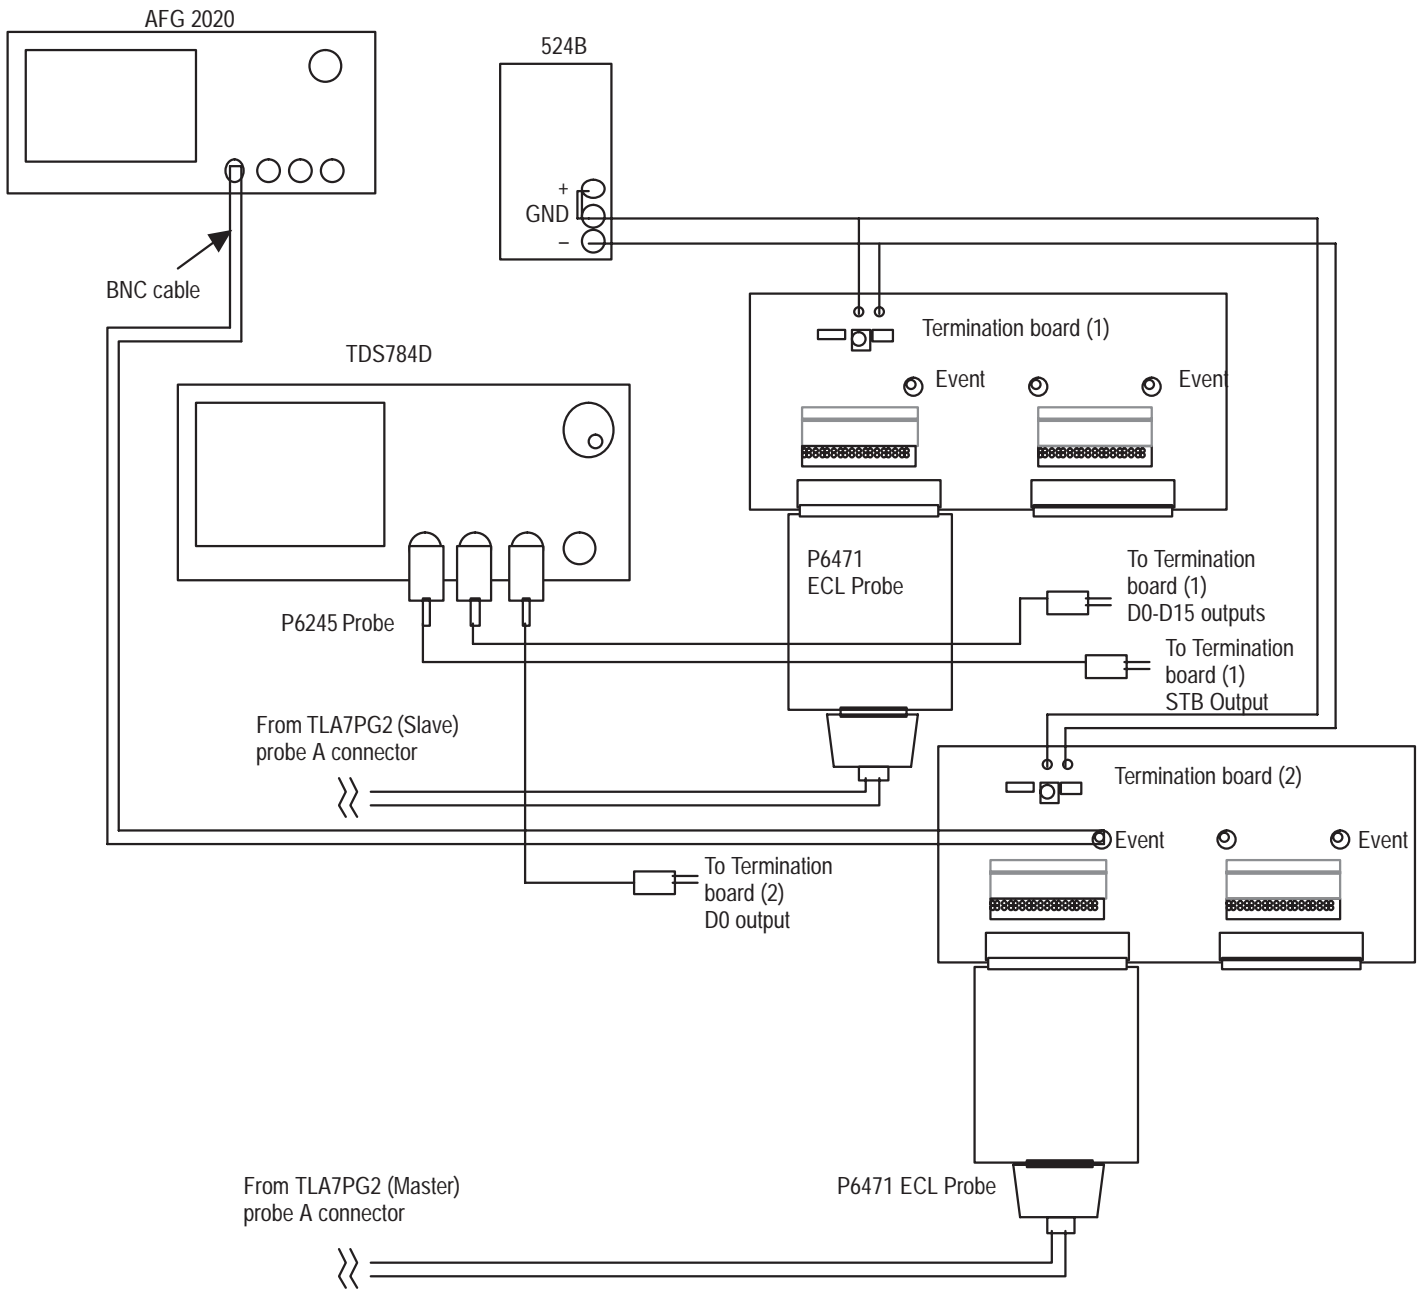 AFG 2020
524B
+
GND
–
BNC cable
TDS784D
Termination board (1)
Event
Event
P6471
ECL Probe
To Termination
board (1)
D0-D15 outputs
P6245 Probe
To Termination
board (1)
STB Output
From TLA7PG2 (Slave)
probe A connector
Termination board (2)
Event
Event
To Termination
board (2)
D0 output
From TLA7PG2 (Master)
probe A connector
P6471 ECL Probe